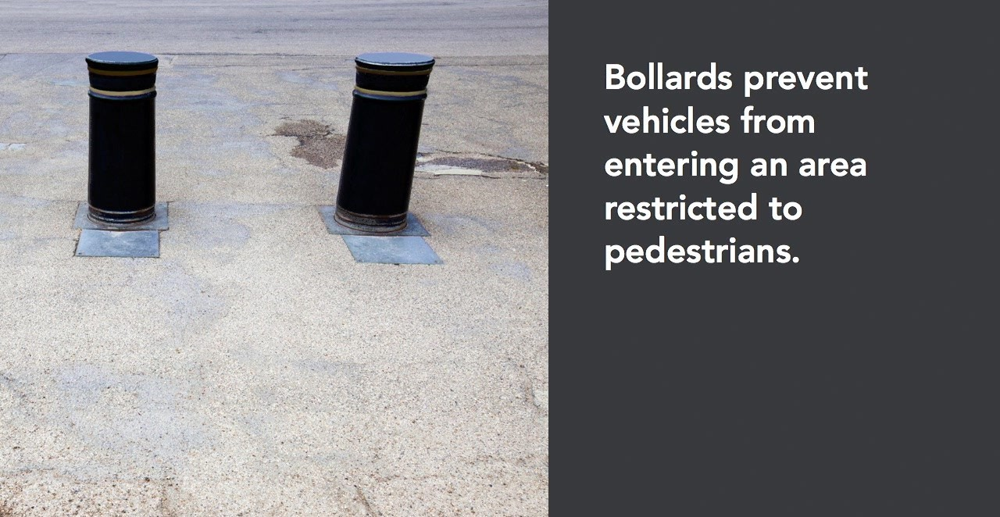 Bollards prevent
vehicles from
entering an area
restricted to
pedestrians.